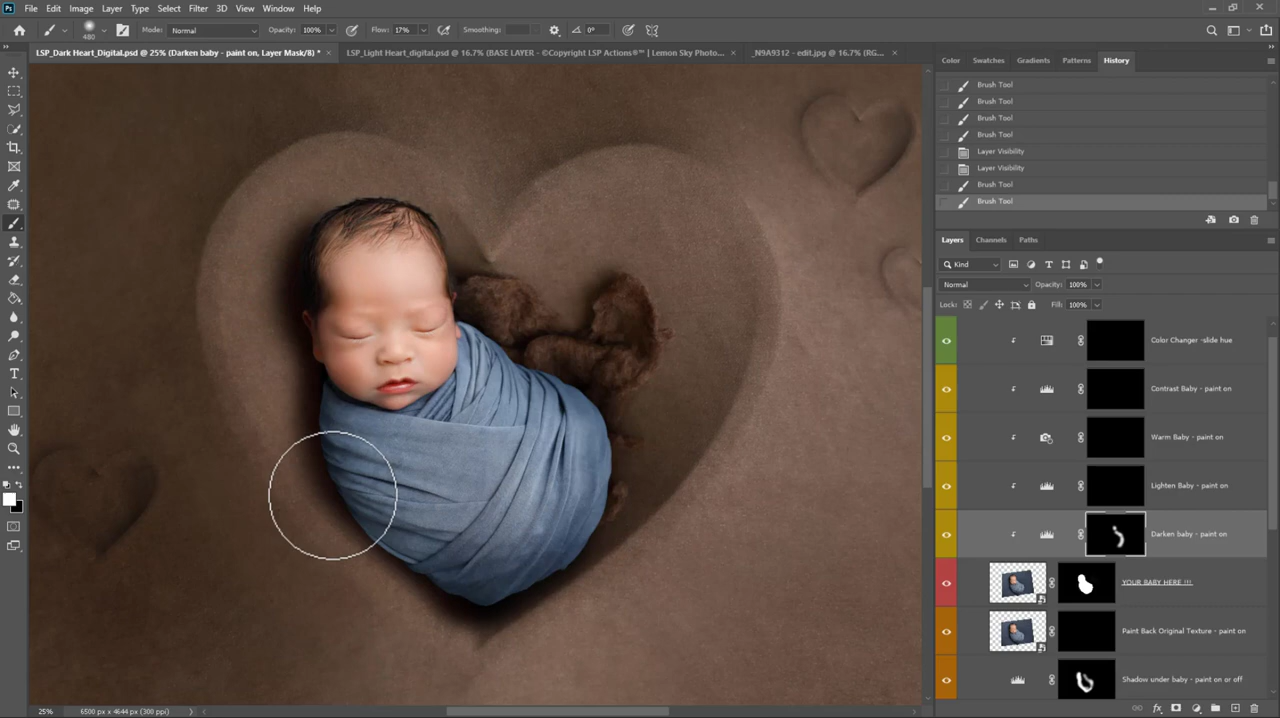 Ps File Edit Image Layer Type Select Filter 3D View Window Help
480 Mode: Normal Opacity: 100% Flow: 17% Smoothing: 0°
LSP_Dark Heart_Digital.psd @ 25% (Darken baby - paint on, Layer Mask/8) * × LSP_Light Heart_digital.psd @ 16.7% (BASE LAYER - ©Copyright LSP Actions®™ | Lemon Sky Photo... × _N9A9312 - edit.jpg @ 16.7% (RG... ×
Color Swatches Gradients Patterns History
Brush Tool
Brush Tool
Brush Tool
Brush Tool
Layer Visibility
Layer Visibility
Brush Tool
Brush Tool
Layers Channels Paths
Kind
Normal Opacity: 100%
Lock: Fill: 100%
Color Changer -slide hue
Contrast Baby - paint on
Warm Baby - paint on
Lighten Baby - paint on
Darken baby - paint on
YOUR BABY HERE !!!
Paint Back Original Texture - paint on
Shadow under baby - paint on or off
25% 6500 px x 4644 px (300 ppi)